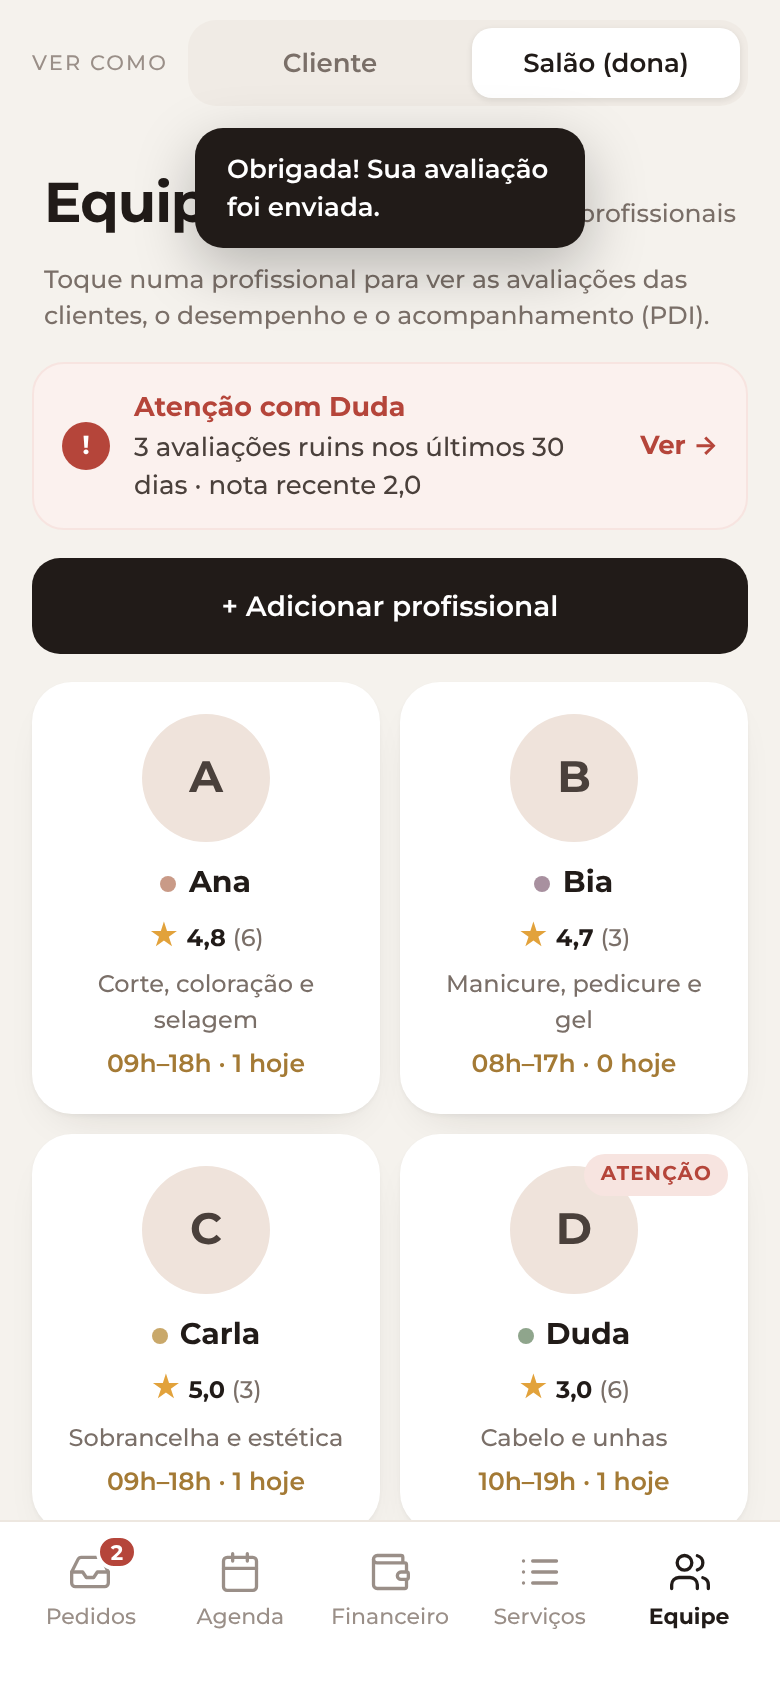 VER COMO
Cliente
Salão (dona)
Obrigada! Sua avaliação
foi enviada.
Equip
profissionais
Toque numa profissional para ver as avaliações das
clientes, o desempenho e o acompanhamento (PDI).
!
Atenção com Duda
3 avaliações ruins nos últimos 30
dias · nota recente 2,0
Ver →
+ Adicionar profissional
A
Ana
★ 4,8 (6)
Corte, coloração e
selagem
09h–18h · 1 hoje
B
Bia
★ 4,7 (3)
Manicure, pedicure e
gel
08h–17h · 0 hoje
C
Carla
★ 5,0 (3)
Sobrancelha e estética
09h–18h · 1 hoje
ATENÇÃO
D
Duda
★ 3,0 (6)
Cabelo e unhas
10h–19h · 1 hoje
2
Pedidos
Agenda
Financeiro
Serviços
Equipe